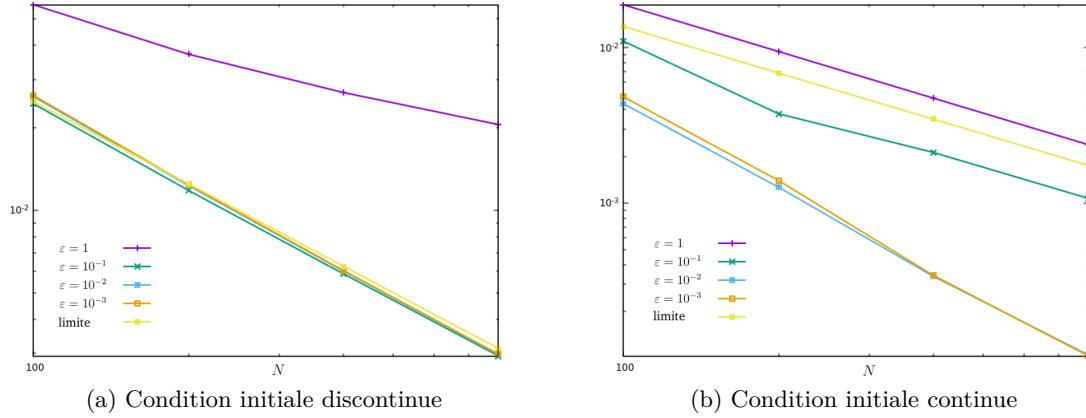 10⁻²
ε = 1
ε = 10⁻¹
ε = 10⁻²
ε = 10⁻³
limite
100
N
(a) Condition initiale discontinue
10⁻²
10⁻³
ε = 1
ε = 10⁻¹
ε = 10⁻²
ε = 10⁻³
limite
100
N
(b) Condition initiale continue